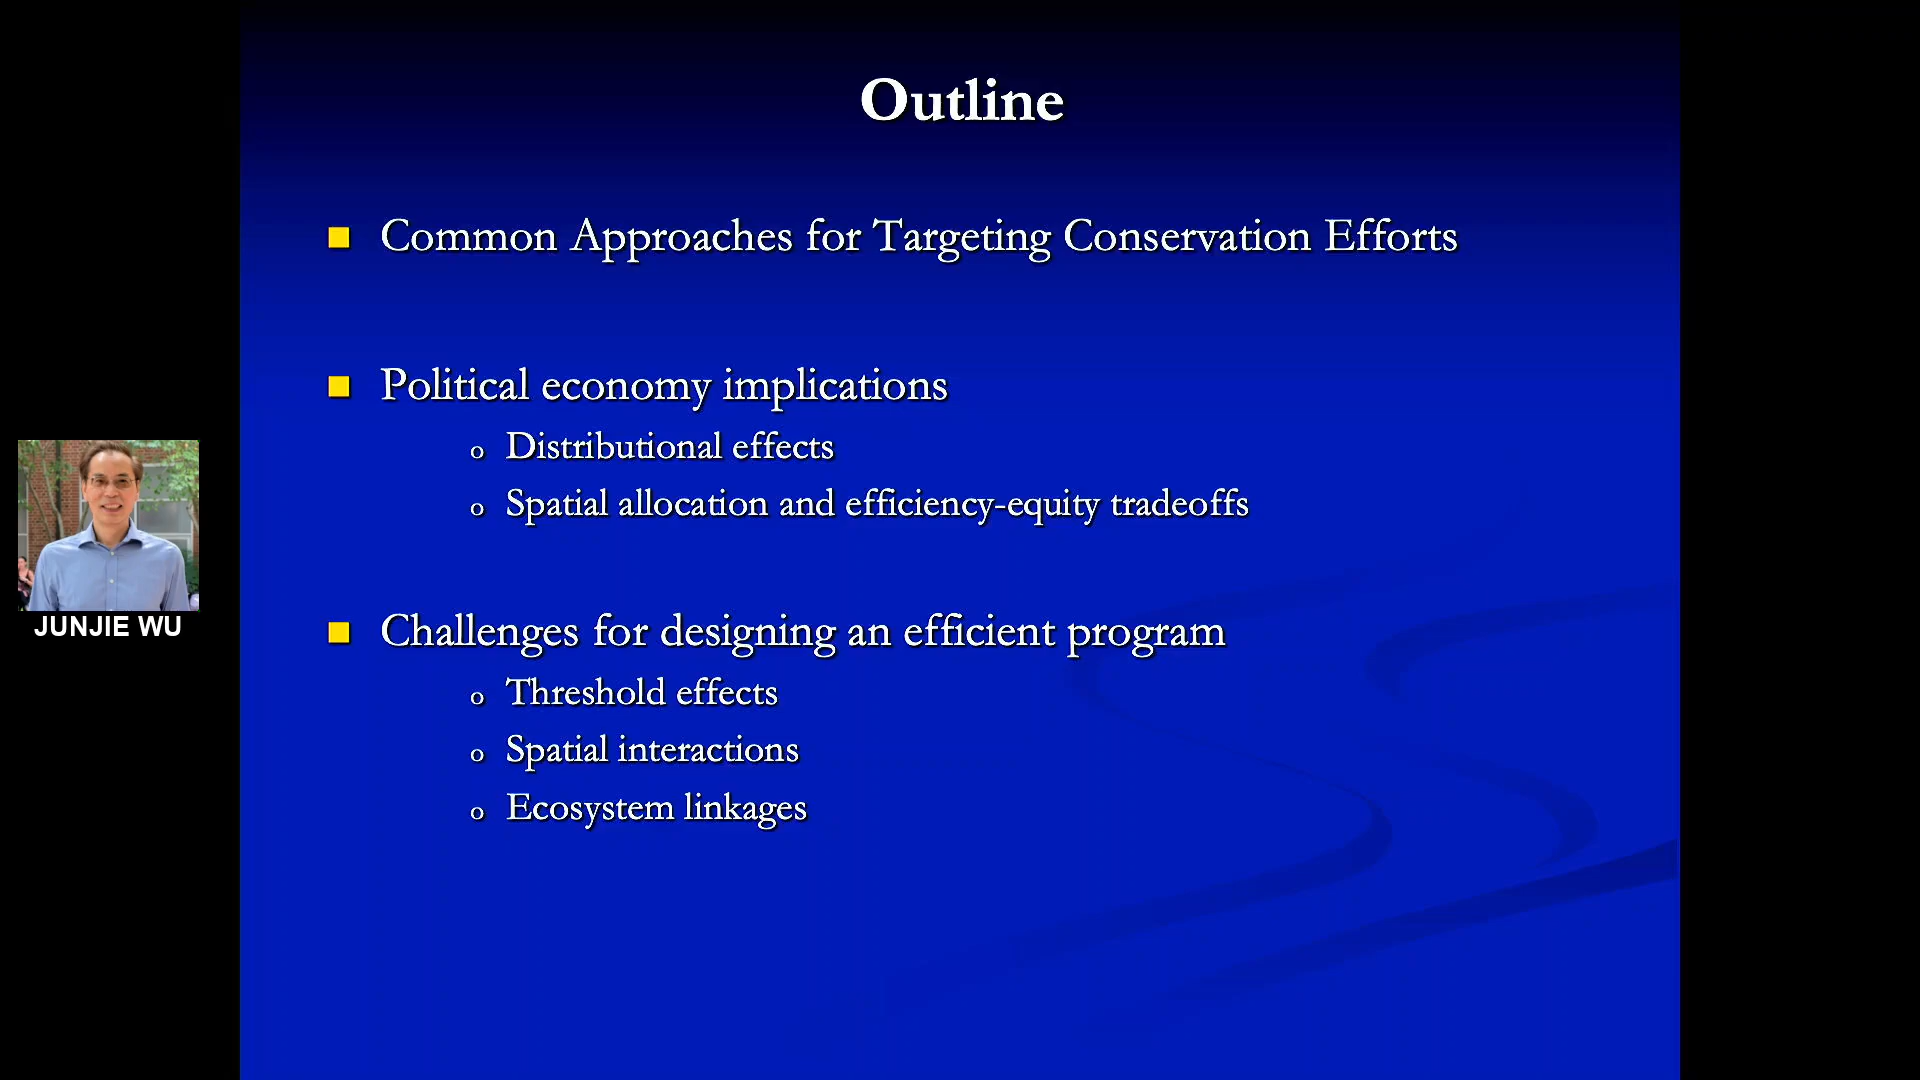 Outline
Common Approaches for Targeting Conservation Efforts
Political economy implications
o Distributional effects
o Spatial allocation and efficiency-equity tradeoffs
JUNJIE WU
Challenges for designing an efficient program
o Threshold effects
o Spatial interactions
o Ecosystem linkages